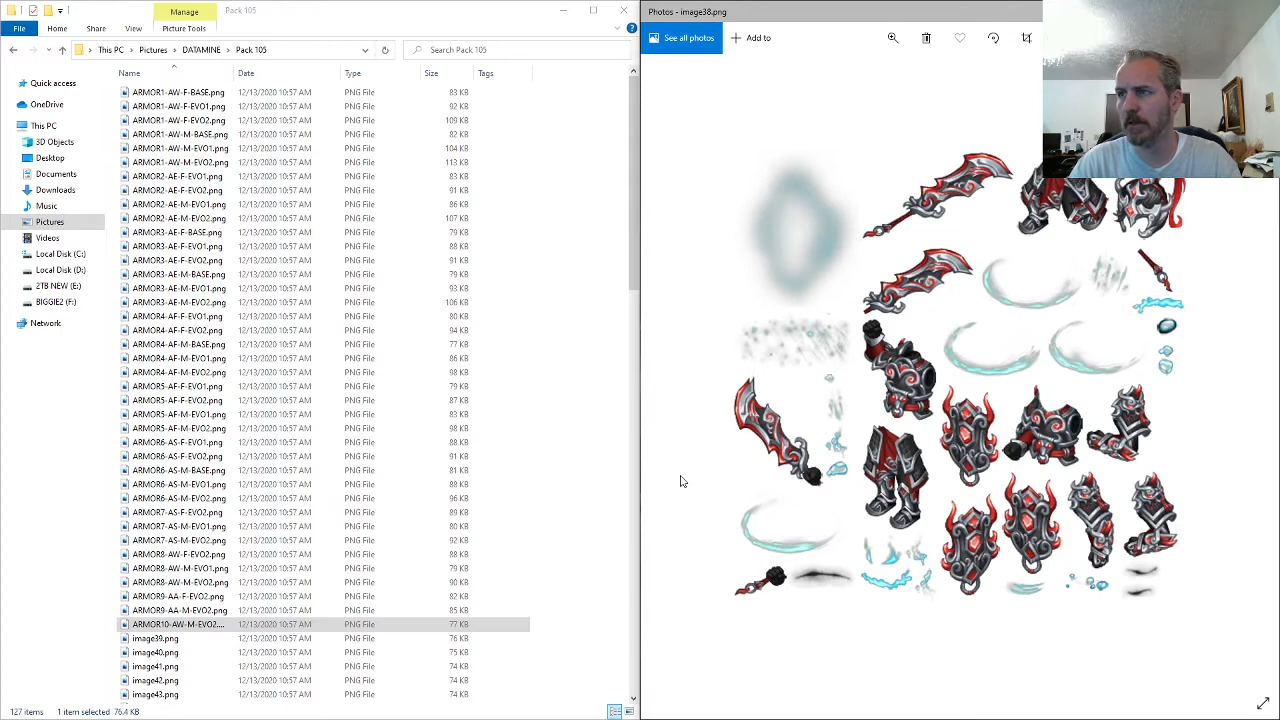 Manage Pack 105
File Home Share View Picture Tools
This PC Pictures DATAMINE Pack 105 Search Pack 105
Name Date Type Size Tags
Quick access
OneDrive
This PC
3D Objects
Desktop
Documents
Downloads
Music
Pictures
Videos
Local Disk (C:)
Local Disk (D:)
2TB NEW (E:)
BIGGIE2 (F:)
Network
ARMOR1-AW-F-BASE.png 12/13/2020 10:57 AM PNG File 83 KB
ARMOR1-AW-F-EVO1.png 12/13/2020 10:57 AM PNG File 92 KB
ARMOR1-AW-F-EVO2.png 12/13/2020 10:57 AM PNG File 109 KB
ARMOR1-AW-M-BASE.png 12/13/2020 10:57 AM PNG File 82 KB
ARMOR1-AW-M-EVO1.png 12/13/2020 10:57 AM PNG File 104 KB
ARMOR1-AW-M-EVO2.png 12/13/2020 10:57 AM PNG File 113 KB
ARMOR2-AE-F-EVO1.png 12/13/2020 10:57 AM PNG File 83 KB
ARMOR2-AE-F-EVO2.png 12/13/2020 10:57 AM PNG File 91 KB
ARMOR2-AE-M-EVO1.png 12/13/2020 10:57 AM PNG File 86 KB
ARMOR2-AE-M-EVO2.png 12/13/2020 10:57 AM PNG File 107 KB
ARMOR3-AE-F-BASE.png 12/13/2020 10:57 AM PNG File 79 KB
ARMOR3-AE-F-EVO1.png 12/13/2020 10:57 AM PNG File 88 KB
ARMOR3-AE-F-EVO2.png 12/13/2020 10:57 AM PNG File 91 KB
ARMOR3-AE-M-BASE.png 12/13/2020 10:57 AM PNG File 79 KB
ARMOR3-AE-M-EVO1.png 12/13/2020 10:57 AM PNG File 93 KB
ARMOR3-AE-M-EVO2.png 12/13/2020 10:57 AM PNG File 106 KB
ARMOR4-AF-F-EVO1.png 12/13/2020 10:57 AM PNG File 88 KB
ARMOR4-AF-F-EVO2.png 12/13/2020 10:57 AM PNG File 94 KB
ARMOR4-AF-M-BASE.png 12/13/2020 10:57 AM PNG File 77 KB
ARMOR4-AF-M-EVO1.png 12/13/2020 10:57 AM PNG File 86 KB
ARMOR4-AF-M-EVO2.png 12/13/2020 10:57 AM PNG File 98 KB
ARMOR5-AF-F-EVO1.png 12/13/2020 10:57 AM PNG File 79 KB
ARMOR5-AF-F-EVO2.png 12/13/2020 10:57 AM PNG File 87 KB
ARMOR5-AF-M-EVO1.png 12/13/2020 10:57 AM PNG File 83 KB
ARMOR5-AF-M-EVO2.png 12/13/2020 10:57 AM PNG File 98 KB
ARMOR6-AS-F-EVO1.png 12/13/2020 10:57 AM PNG File 88 KB
ARMOR6-AS-F-EVO2.png 12/13/2020 10:57 AM PNG File 91 KB
ARMOR6-AS-M-BASE.png 12/13/2020 10:57 AM PNG File 81 KB
ARMOR6-AS-M-EVO1.png 12/13/2020 10:57 AM PNG File 88 KB
ARMOR6-AS-M-EVO2.png 12/13/2020 10:57 AM PNG File 96 KB
ARMOR7-AS-F-EVO2.png 12/13/2020 10:57 AM PNG File 89 KB
ARMOR7-AS-M-EVO1.png 12/13/2020 10:57 AM PNG File 80 KB
ARMOR7-AS-M-EVO2.png 12/13/2020 10:57 AM PNG File 92 KB
ARMOR8-AW-F-EVO2.png 12/13/2020 10:57 AM PNG File 88 KB
ARMOR8-AW-M-EVO1.png 12/13/2020 10:57 AM PNG File 79 KB
ARMOR8-AW-M-EVO2.png 12/13/2020 10:57 AM PNG File 90 KB
ARMOR9-AA-F-EVO2.png 12/13/2020 10:57 AM PNG File 82 KB
ARMOR9-AA-M-EVO2.png 12/13/2020 10:57 AM PNG File 85 KB
ARMOR10-AW-M-EVO2.... 12/13/2020 10:57 AM PNG File 77 KB
image39.png 12/13/2020 10:57 AM PNG File 76 KB
image40.png 12/13/2020 10:57 AM PNG File 75 KB
image41.png 12/13/2020 10:57 AM PNG File 74 KB
image42.png 12/13/2020 10:57 AM PNG File 74 KB
image43.png 12/13/2020 10:57 AM PNG File 74 KB
127 items 1 item selected 76.4 KB
Photos - image38.png
See all photos Add to